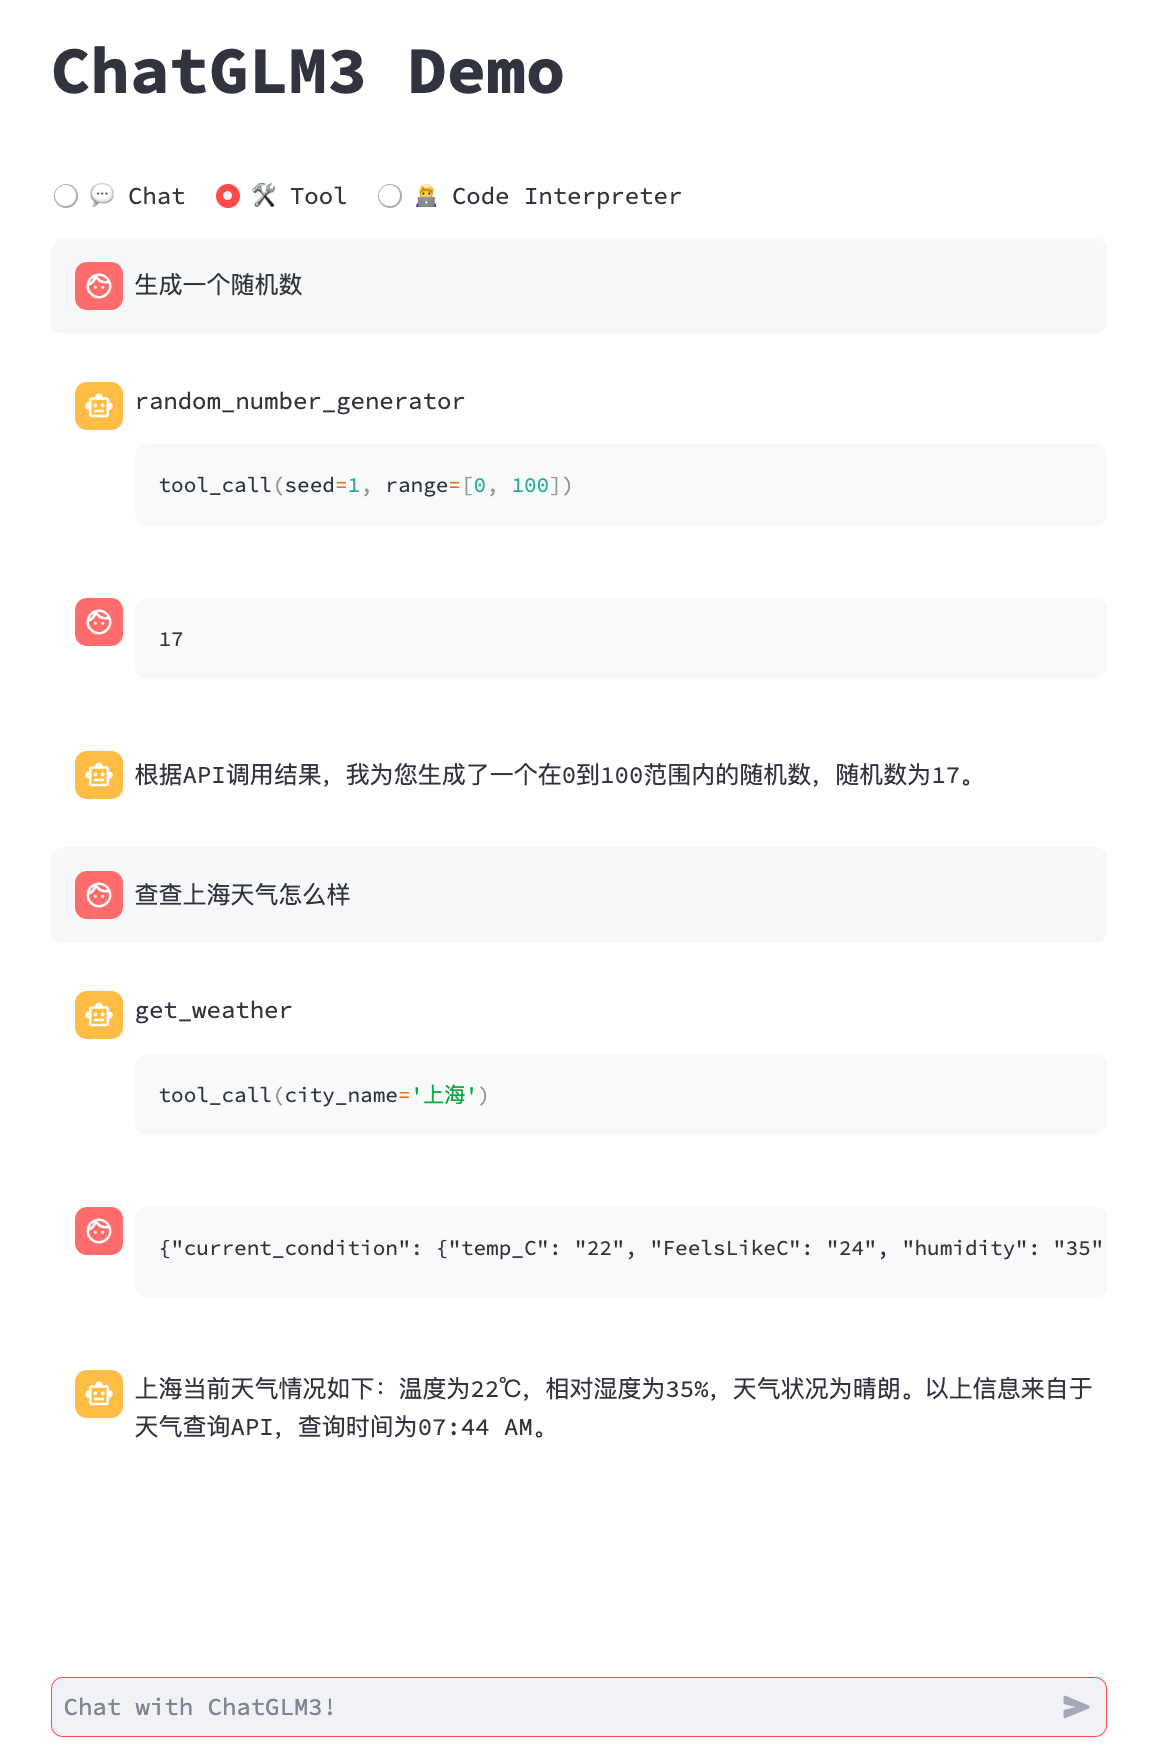 ChatGLM3 Demo
💬 Chat 🛠 Tool 🧑‍💻 Code Interpreter
生成一个随机数
random_number_generator
tool_call(seed=1, range=[0, 100])
17
根据API调用结果，我为您生成了一个在0到100范围内的随机数，随机数为17。
查查上海天气怎么样
get_weather
tool_call(city_name='上海')
{"current_condition": {"temp_C": "22", "FeelsLikeC": "24", "humidity": "35"
上海当前天气情况如下：温度为22℃，相对湿度为35%，天气状况为晴朗。以上信息来自于
天气查询API，查询时间为07:44 AM。
Chat with ChatGLM3!